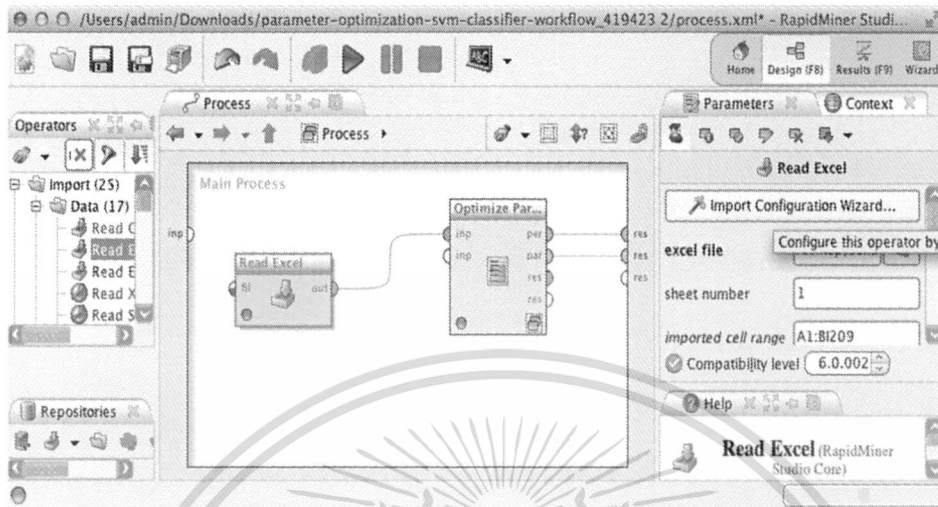 /Users/admin/Downloads/parameter-optimization-svm-classifier-workflow_419423 2/process.xml* - RapidMiner Studi...
Home
Design (F8)
Results (F9)
Wizard
Operators
Import (25)
Data (17)
Read C
Read E
Read E
Read X
Read S
Repositories
Process
Process
Main Process
inp
Read Excel
fil
out
Optimize Par...
inp
per
inp
par
res
res
res
res
res
Parameters
Context
Read Excel
Import Configuration Wizard...
Configure this operator by
excel file
sheet number
1
imported cell range
A1:BI209
Compatibility level
6.0.002
Help
Read Excel (RapidMiner
Studio Core)